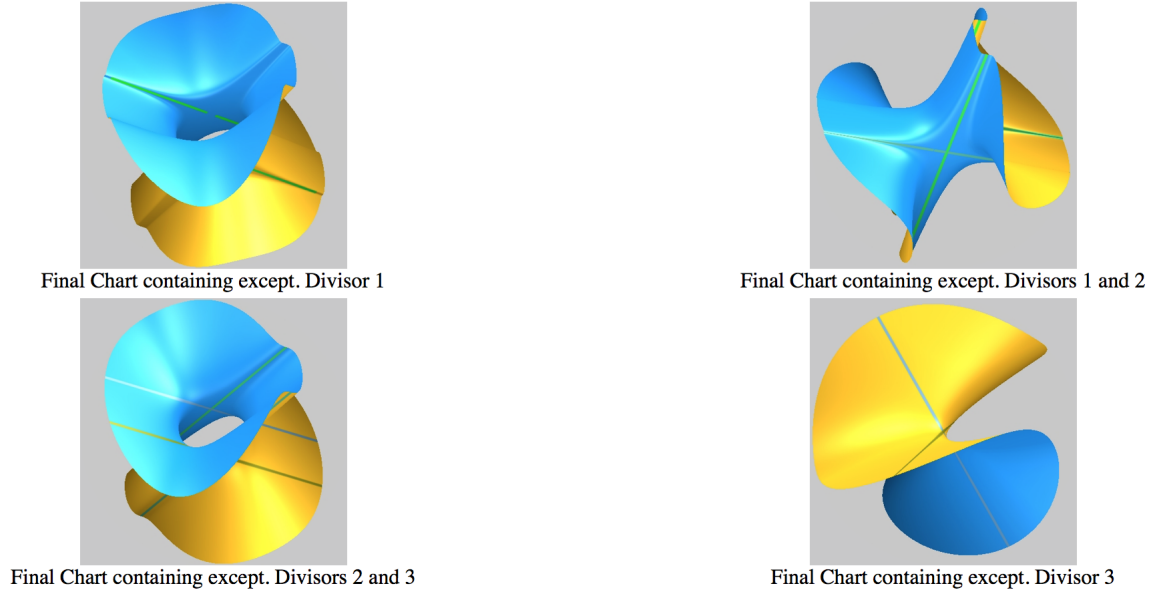 Final Chart containing except. Divisor 1
Final Chart containing except. Divisors 1 and 2
Final Chart containing except. Divisors 2 and 3
Final Chart containing except. Divisor 3